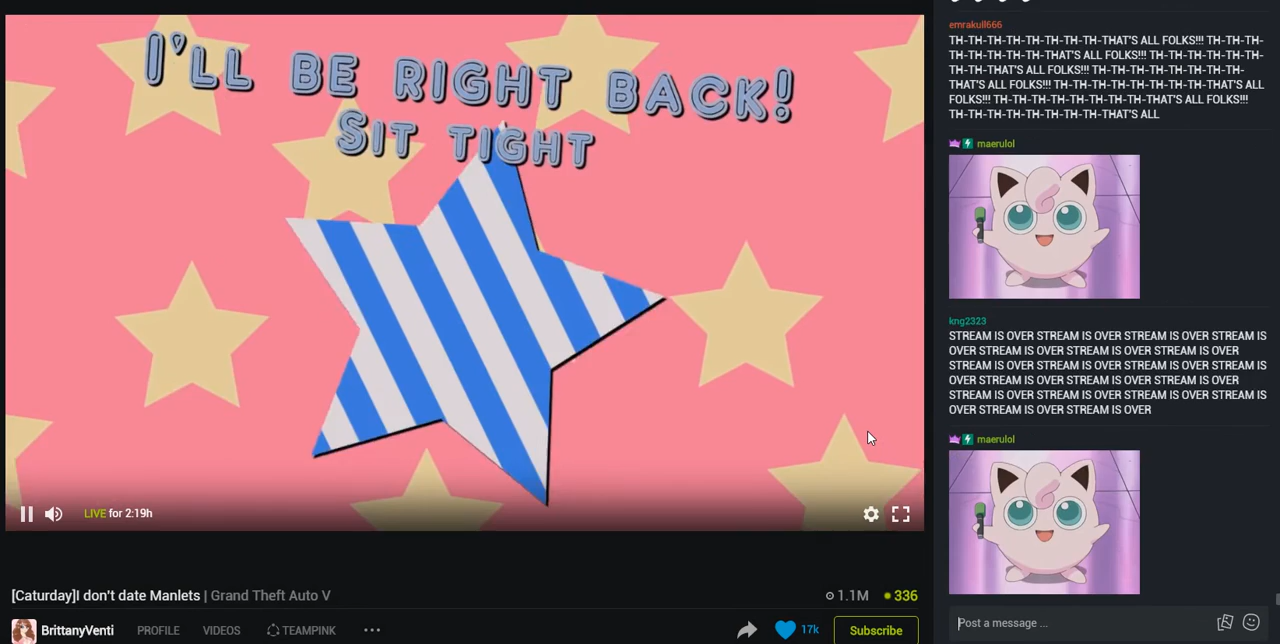 I'LL BE RIGHT BACK!
SIT TIGHT
LIVE for 2:19h
[Caturday]I don't date Manlets | Grand Theft Auto V
1.1M
336
BrittanyVenti
PROFILE
VIDEOS
TEAMPINK
17k
Subscribe
emrakull666
TH-TH-TH-TH-TH-TH-TH-TH-THAT'S ALL FOLKS!!! TH-TH-TH-
TH-TH-TH-TH-TH-THAT'S ALL FOLKS!!! TH-TH-TH-TH-TH-
TH-TH-THAT'S ALL FOLKS!!! TH-TH-TH-TH-TH-TH-TH-TH-
THAT'S ALL FOLKS!!! TH-TH-TH-TH-TH-TH-TH-THAT'S ALL
FOLKS!!! TH-TH-TH-TH-TH-TH-TH-TH-THAT'S ALL FOLKS!!!
TH-TH-TH-TH-TH-TH-TH-TH-THAT'S ALL
maerulol
kng2323
STREAM IS OVER STREAM IS OVER STREAM IS OVER STREAM IS
OVER STREAM IS OVER STREAM IS OVER STREAM IS OVER
STREAM IS OVER STREAM IS OVER STREAM IS OVER STREAM IS
OVER STREAM IS OVER STREAM IS OVER STREAM IS OVER
STREAM IS OVER STREAM IS OVER STREAM IS OVER STREAM IS
OVER STREAM IS OVER STREAM IS OVER
maerulol
Post a message ...